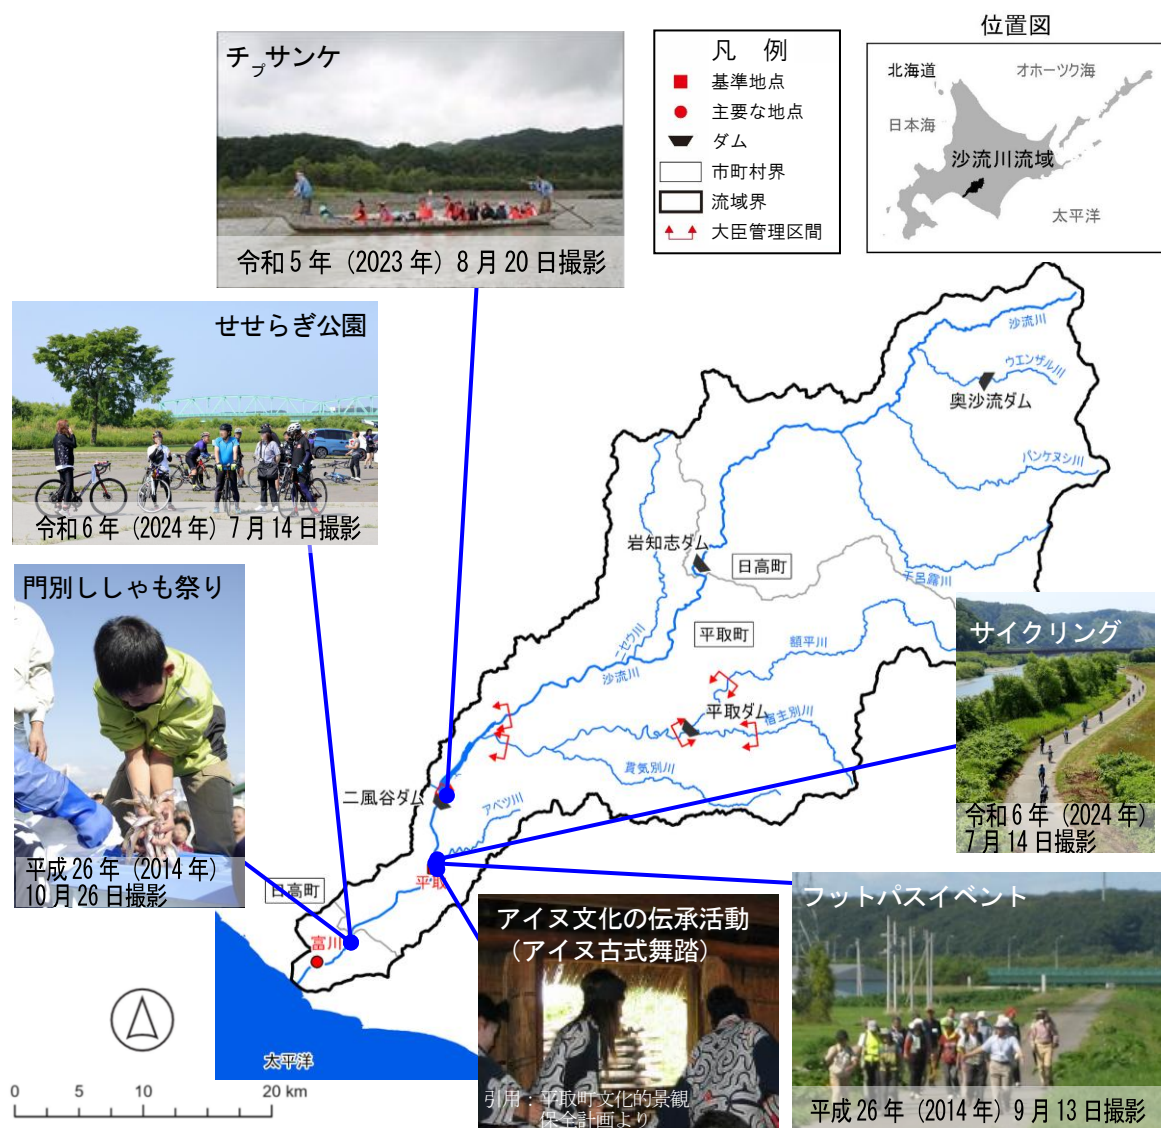 位置図
チㇷ゚サンケ
令和5年（2023年）8月20日撮影
凡 例
基準地点
主要な地点
ダム
市町村界
流域界
大臣管理区間
北海道
オホーツク海
日本海
沙流川流域
太平洋
せせらぎ公園
令和6年（2024年）7月14日撮影
門別ししゃも祭り
平成26年（2014年）
10月26日撮影
沙流川
ウエンザル川
奥沙流ダム
パンケヌシ川
岩知志ダム
日高町
千呂露川
平取町
ニセウ川
額平川
沙流川
平取ダム
宿主別川
貫気別川
二風谷ダム
アベツ川
平取
日高町
富川
太平洋
サイクリング
令和6年（2024年）
7月14日撮影
アイヌ文化の伝承活動
（アイヌ古式舞踏）
引用：平取町文化的景観
保全計画より
フットパスイベント
平成26年（2014年）9月13日撮影
0 5 10 20 km